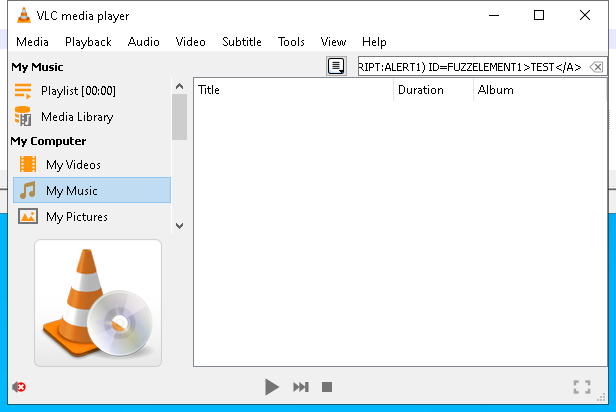 VLC media player
Media Playback Audio Video Subtitle Tools View Help
My Music
RIPT:ALERT1) ID=FUZZELEMENT1>TEST</A>
Playlist [00:00]
Media Library
My Computer
My Videos
My Music
My Pictures
Title Duration Album